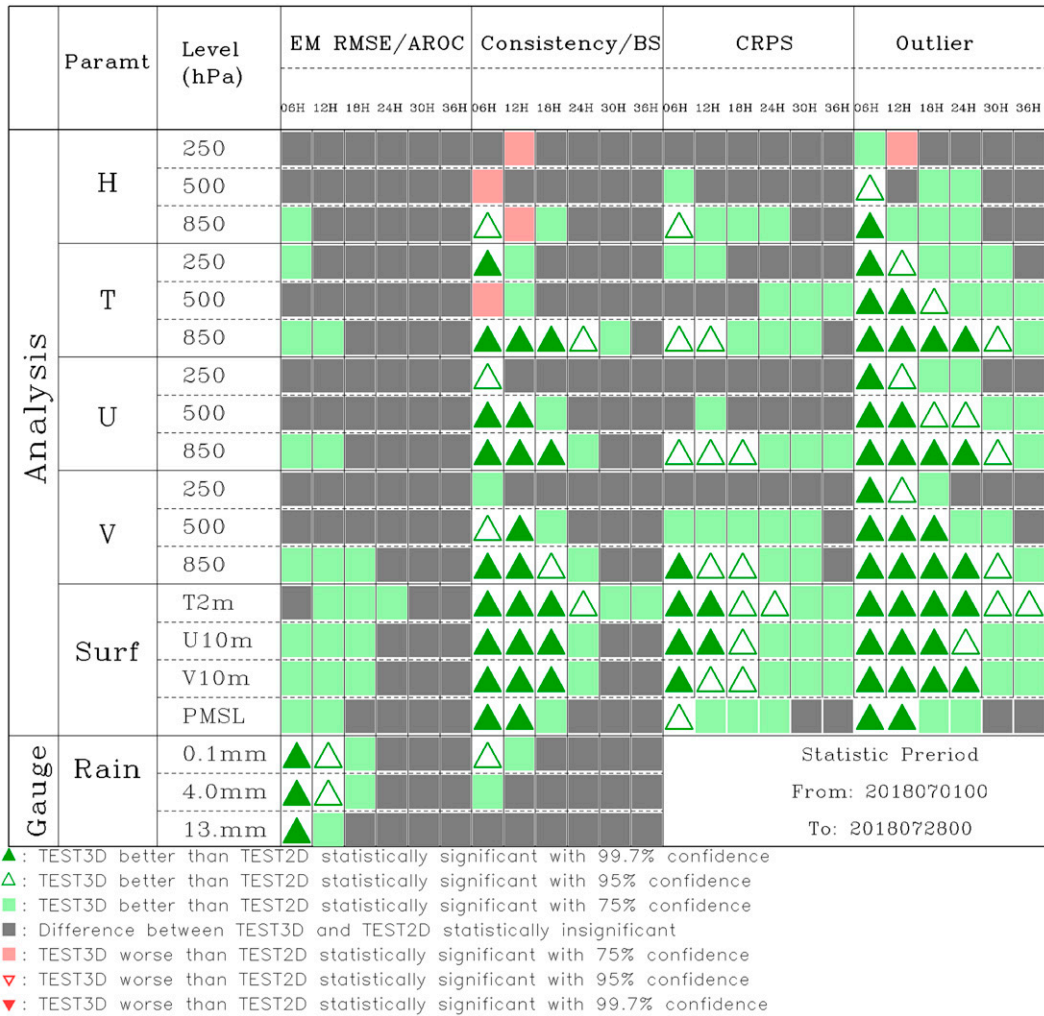 Paramt Level (hPa) EM RMSE/AROC Consistency/BS CRPS Outlier
06H 12H 18H 24H 30H 36H 06H 12H 18H 24H 30H 36H 06H 12H 18H 24H 30H 36H 06H 12H 18H 24H 30H 36H
Analysis
H
250
500
850
T
250
500
850
U
250
500
850
V
250
500
850
Surf
T2m
U10m
V10m
PMSL
Gauge
Rain
0.1mm
4.0mm
13.mm
Statistic Preriod
From: 2018070100
To: 2018072800
: TEST3D better than TEST2D statistically significant with 99.7% confidence
: TEST3D better than TEST2D statistically significant with 95% confidence
: TEST3D better than TEST2D statistically significant with 75% confidence
: Difference between TEST3D and TEST2D statistically insignificant
: TEST3D worse than TEST2D statistically significant with 75% confidence
: TEST3D worse than TEST2D statistically significant with 95% confidence
: TEST3D worse than TEST2D statistically significant with 99.7% confidence